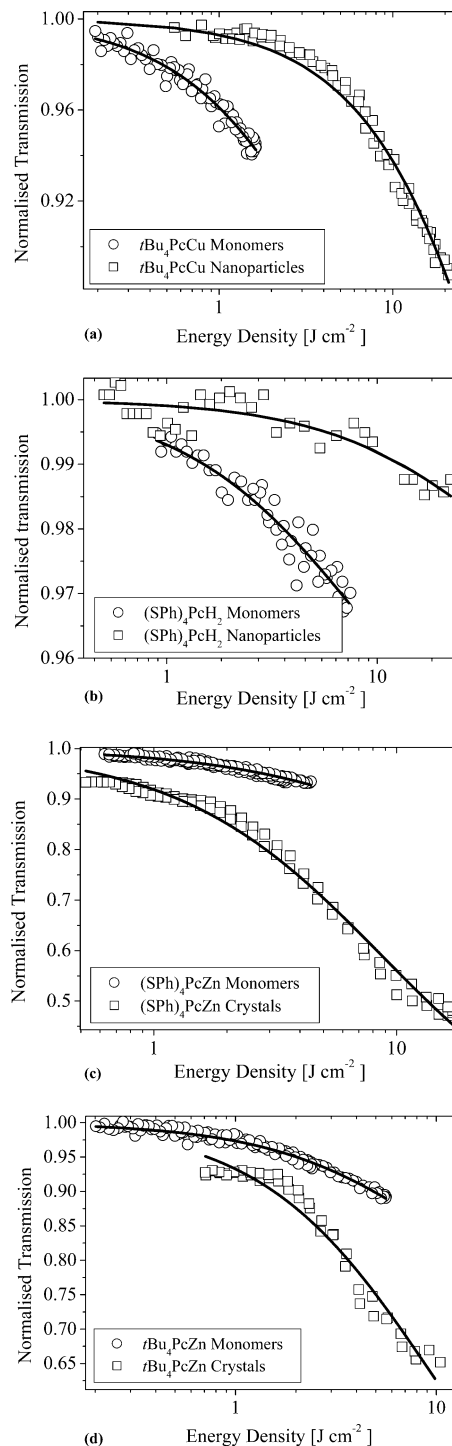 1.00
0.96
0.92
Normalised Transmission
○ tBu₄PcCu Monomers
□ tBu₄PcCu Nanoparticles
1
10
(a)
Energy Density [J cm⁻²]
1.00
0.99
0.98
0.97
0.96
Normalised transmission
○ (SPh)₄PcH₂ Monomers
□ (SPh)₄PcH₂ Nanoparticles
1
10
(b)
Energy Density [J cm⁻²]
1.0
0.9
0.8
0.7
0.6
0.5
Normalised Transmission
○ (SPh)₄PcZn Monomers
□ (SPh)₄PcZn Crystals
1
10
(c)
Energy Density [J cm⁻²]
1.00
0.95
0.90
0.85
0.80
0.75
0.70
0.65
Normalised Transmission
○ tBu₄PcZn Monomers
□ tBu₄PcZn Crystals
0.2
1
10
(d)
Energy Density [J cm⁻²]